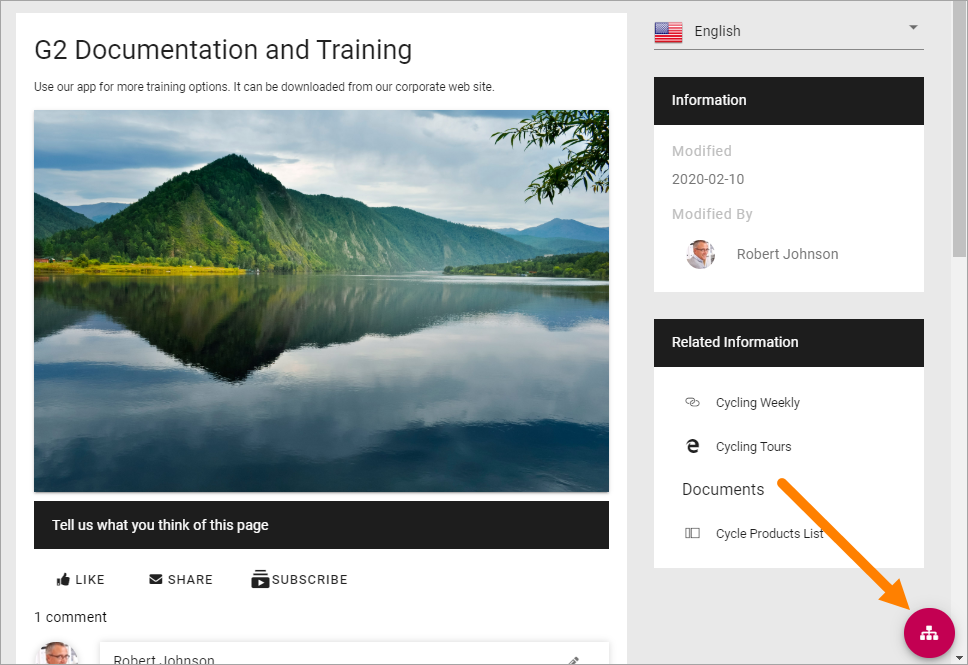 G2 Documentation and Training
Use our app for more training options. It can be downloaded from our corporate web site.
Tell us what you think of this page
LIKE
SHARE
SUBSCRIBE
1 comment
Robert Johnson
English
Information
Modified
2020-02-10
Modified By
Robert Johnson
Related Information
Cycling Weekly
Cycling Tours
Documents
Cycle Products List